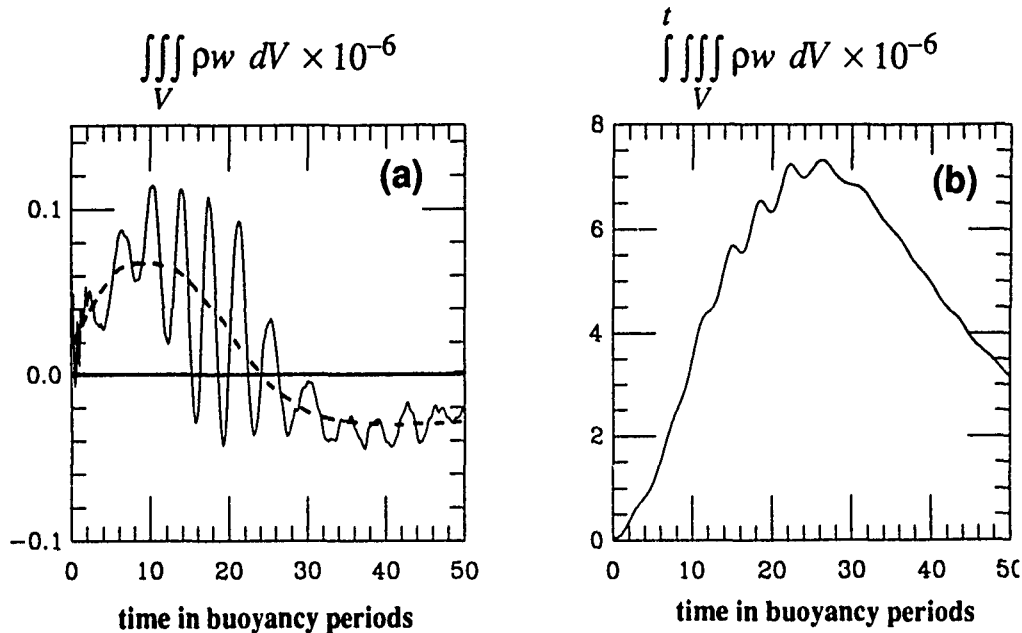 ∫∫∫ ρw dV × 10⁻⁶
V
t
∫ ∫∫∫ ρw dV × 10⁻⁶
V
(a)
0.1
0.0
−0.1
0 10 20 30 40 50
time in buoyancy periods
(b)
8
6
4
2
0
0 10 20 30 40 50
time in buoyancy periods